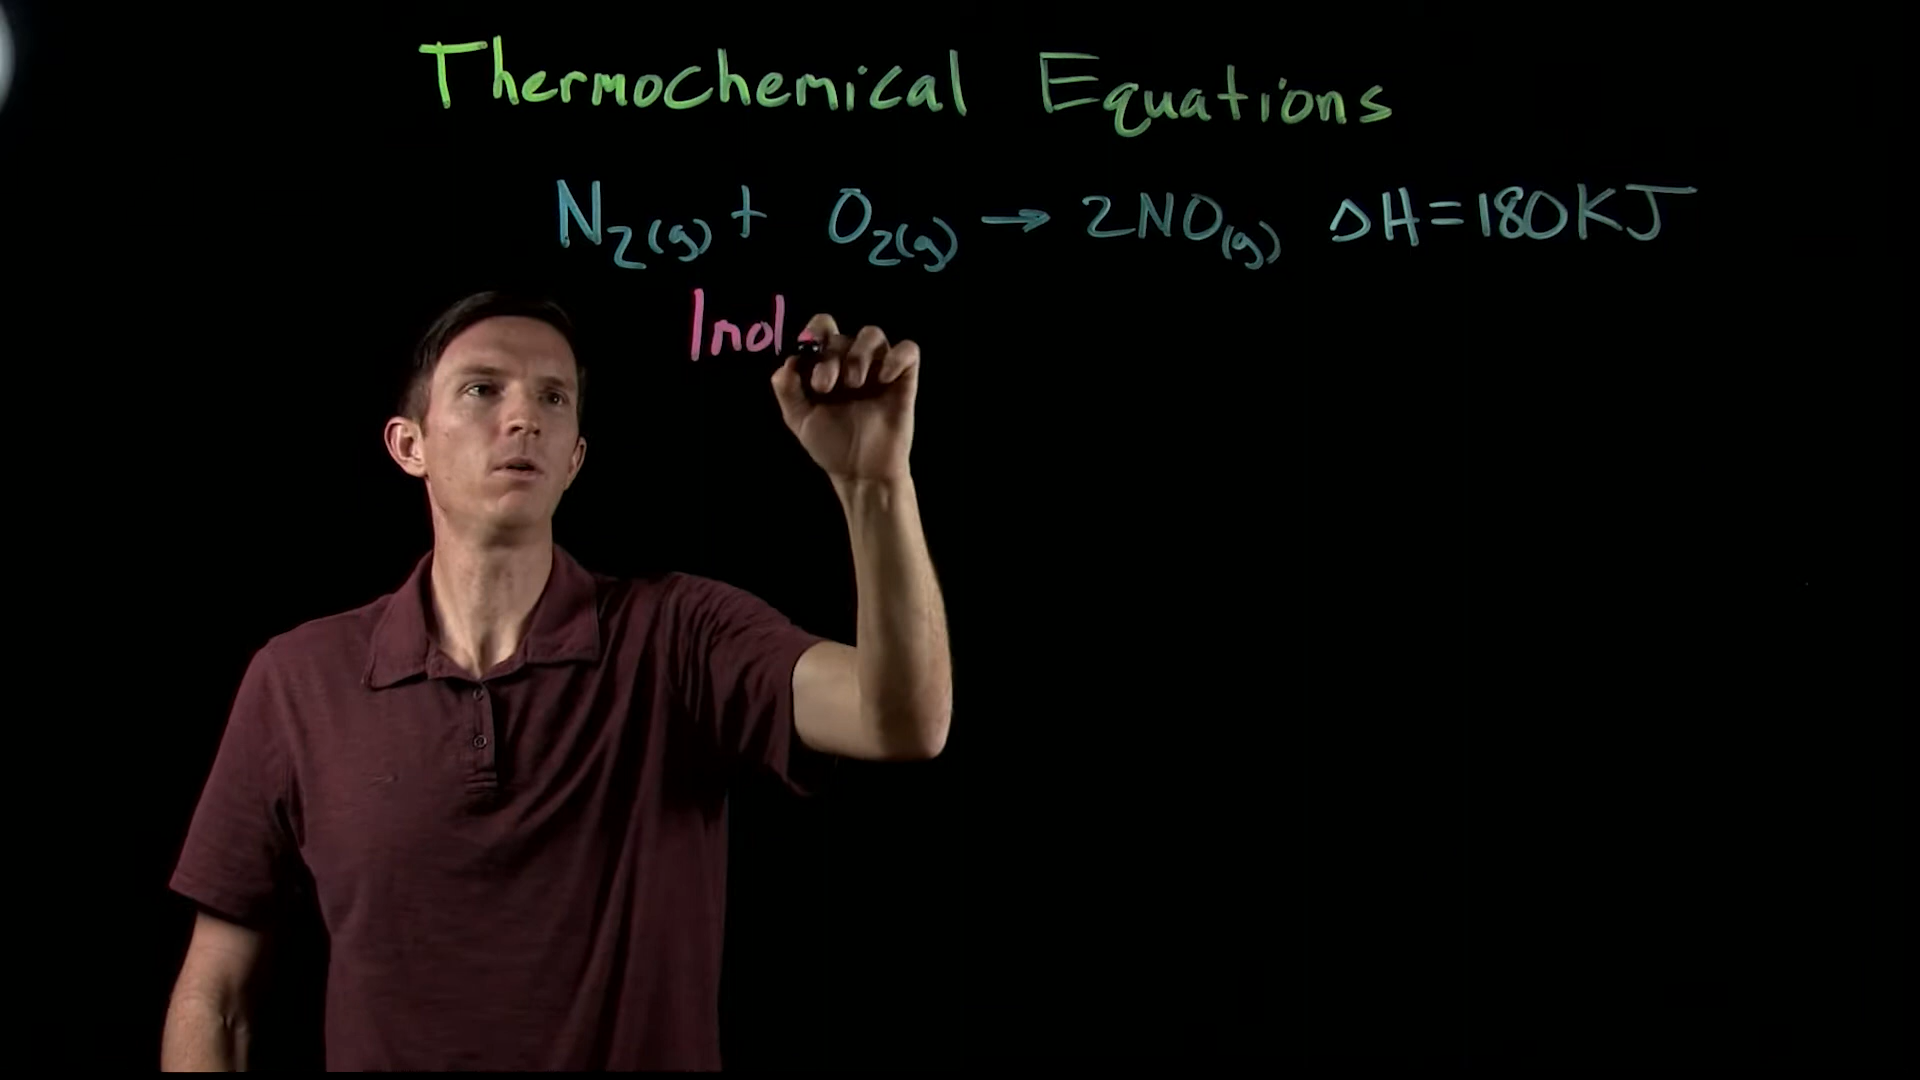 Thermochemical Equations
N₂(g) + O₂(g) → 2NO(g) ΔH = 180KJ
1mol